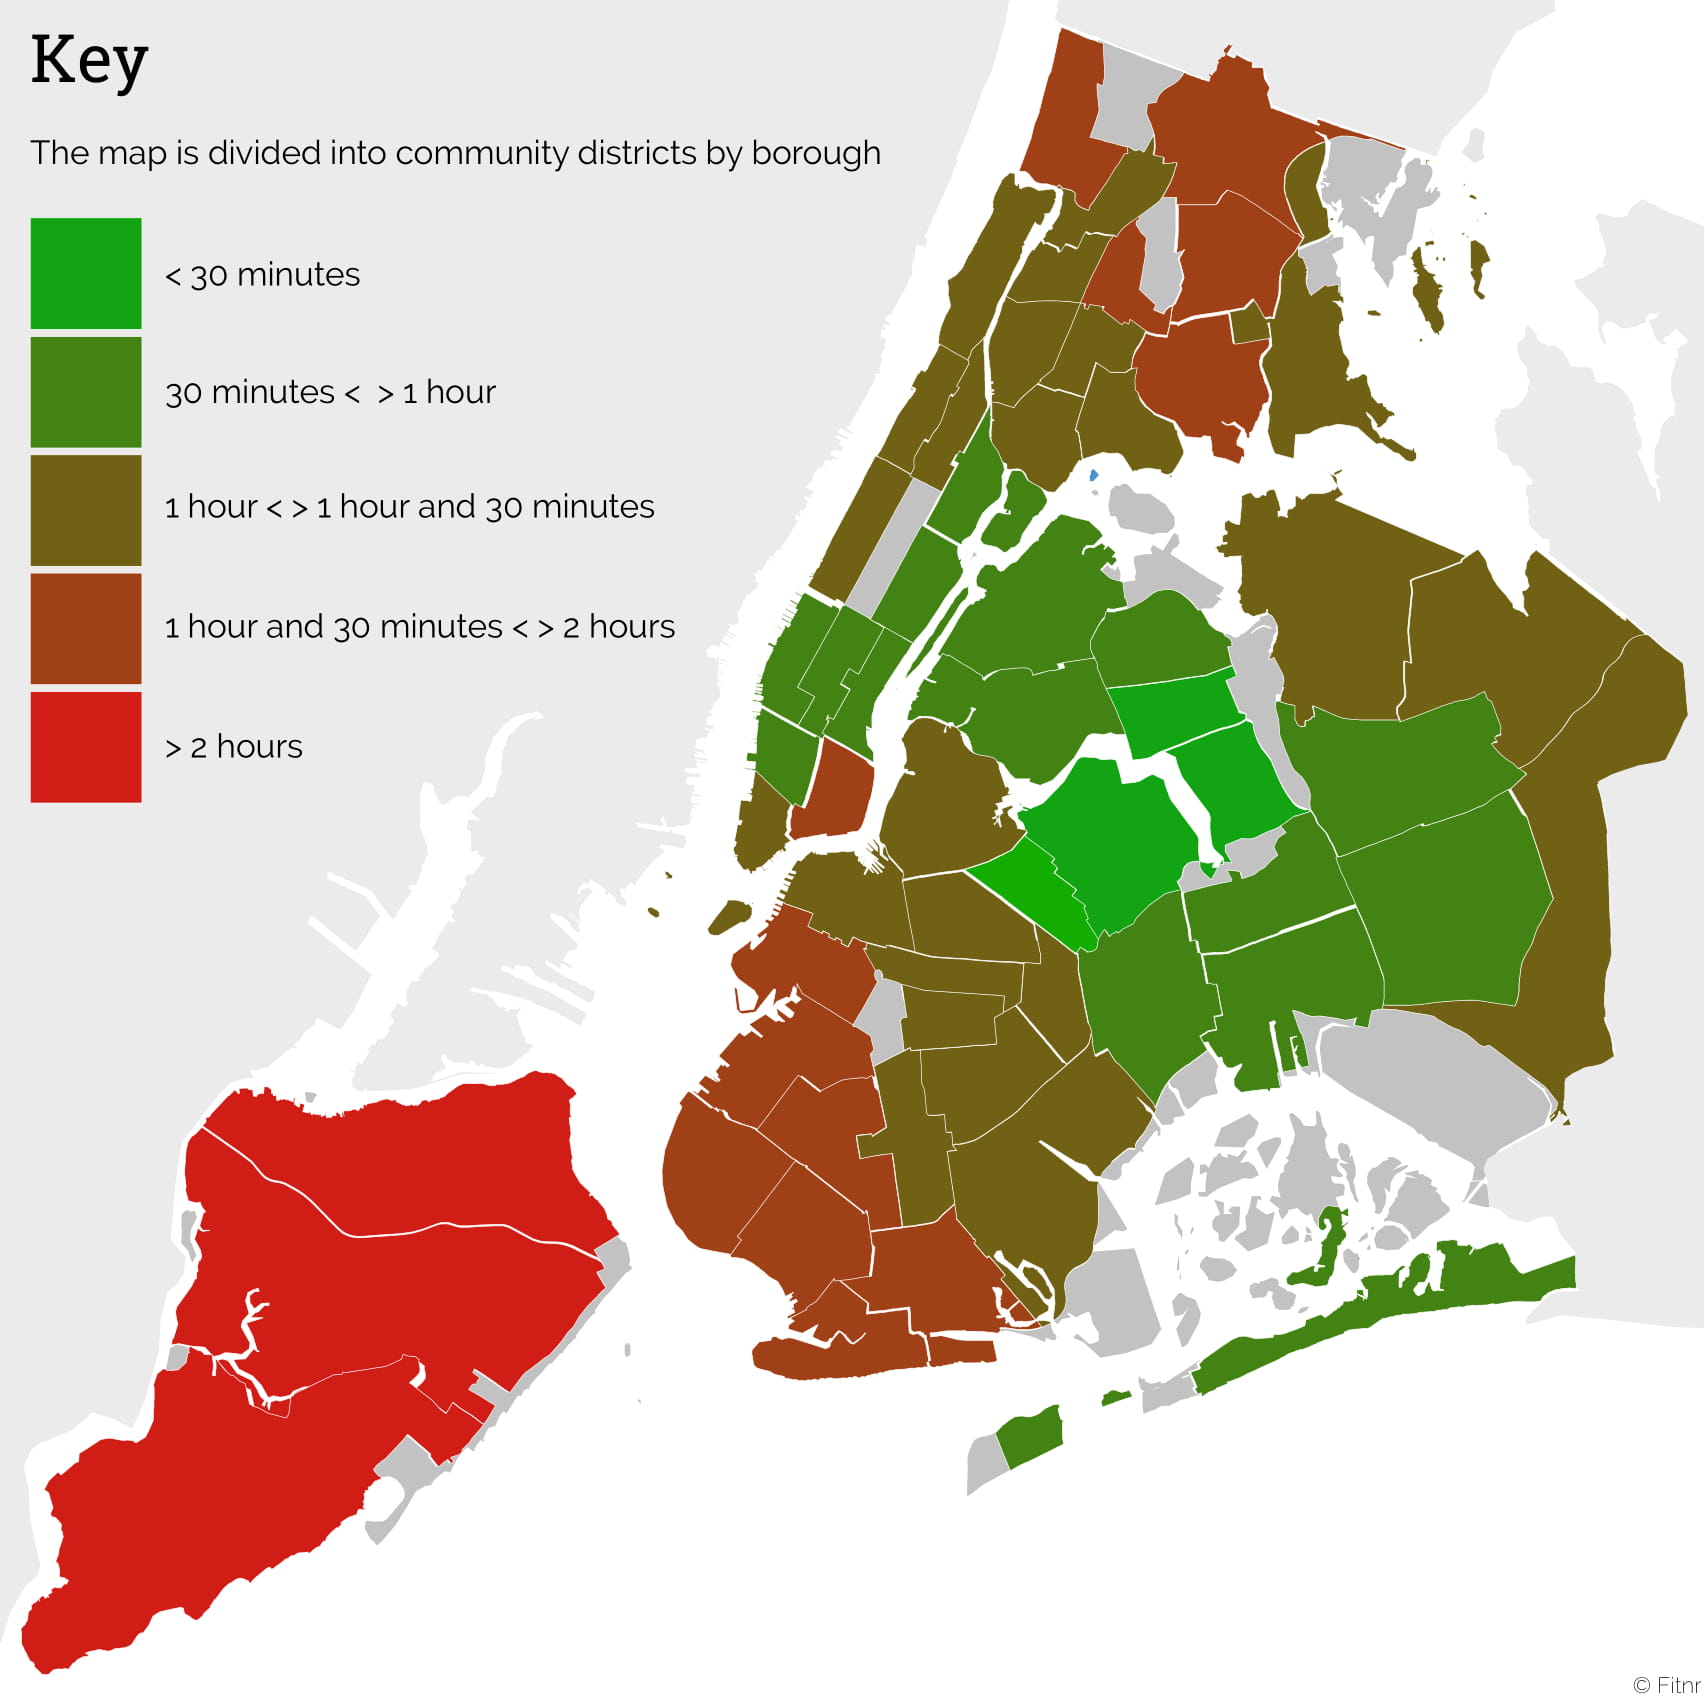 Key
The map is divided into community districts by borough
< 30 minutes
30 minutes < > 1 hour
1 hour < > 1 hour and 30 minutes
1 hour and 30 minutes < > 2 hours
> 2 hours
© Fitnr